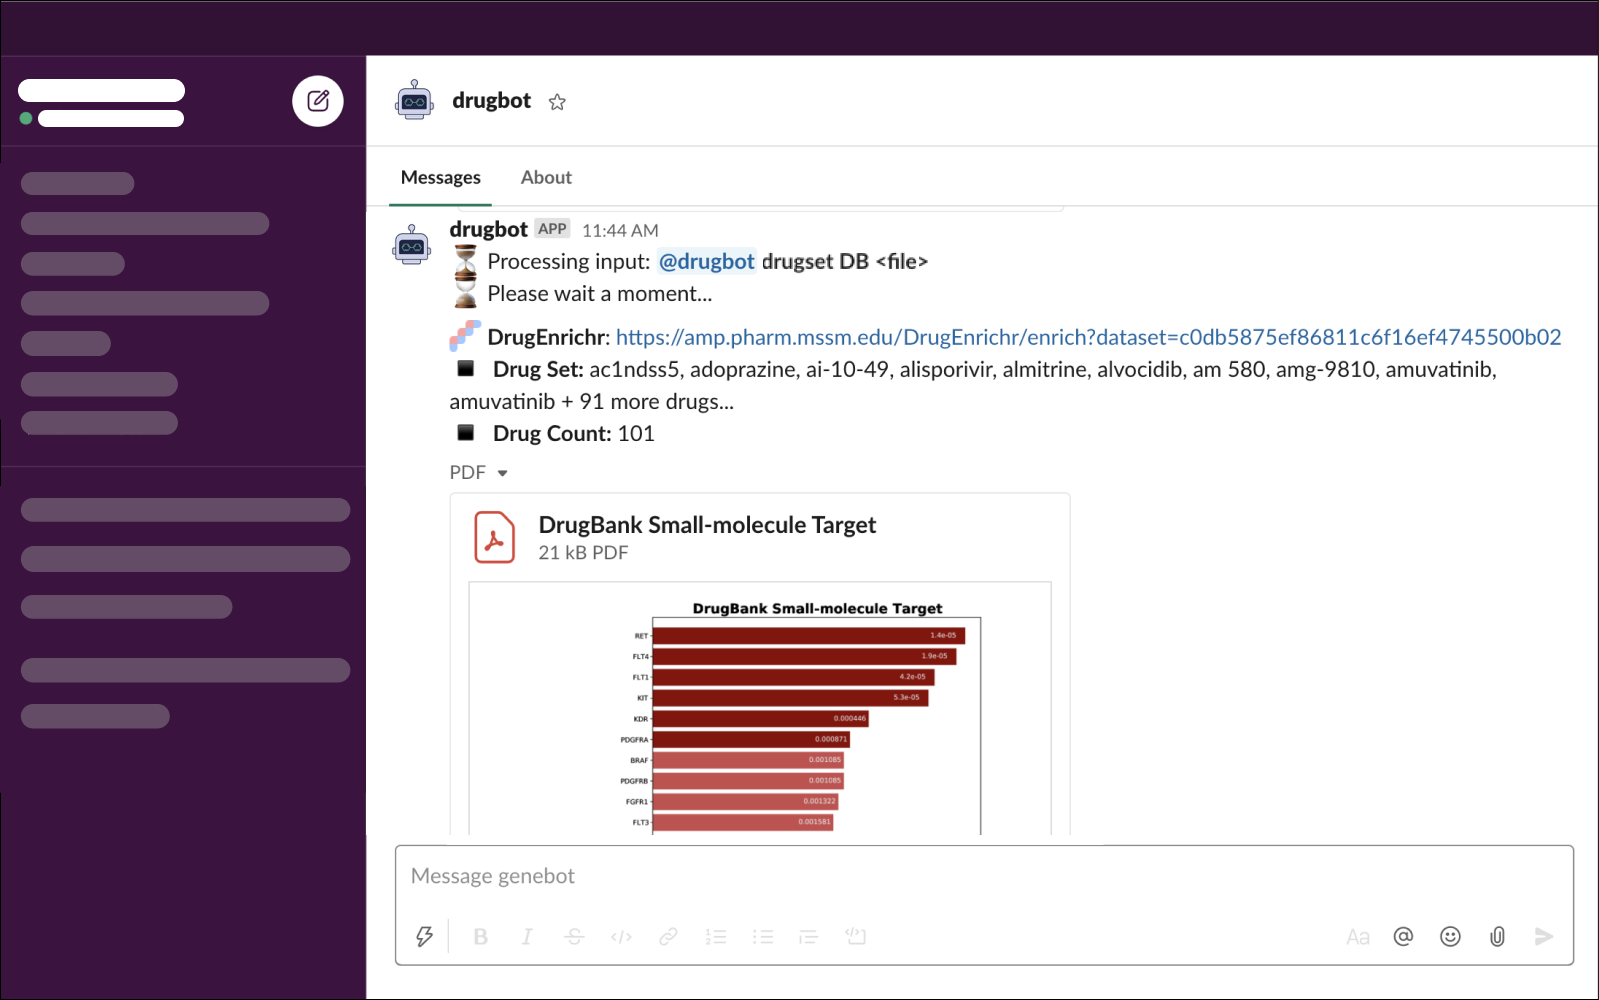 drugbot
Messages About
drugbot APP 11:44 AM
Processing input: @drugbot drugset DB <file>
Please wait a moment...
DrugEnrichr: https://amp.pharm.mssm.edu/DrugEnrichr/enrich?dataset=c0db5875ef86811c6f16ef4745500b02
Drug Set: ac1ndss5, adoprazine, ai-10-49, alisporivir, almitrine, alvocidib, am 580, amg-9810, amuvatinib,
amuvatinib + 91 more drugs...
Drug Count: 101
PDF
DrugBank Small-molecule Target
21 kB PDF
DrugBank Small-molecule Target
RET 1.4e-05
FLT4 1.9e-05
FLT1 4.2e-05
KIT 5.3e-05
KDR 0.000446
PDGFRA 0.000871
BRAF 0.001085
PDGFRB 0.001085
FGFR1 0.001322
FLT3 0.001581
Message genebot
B I S </> Aa @